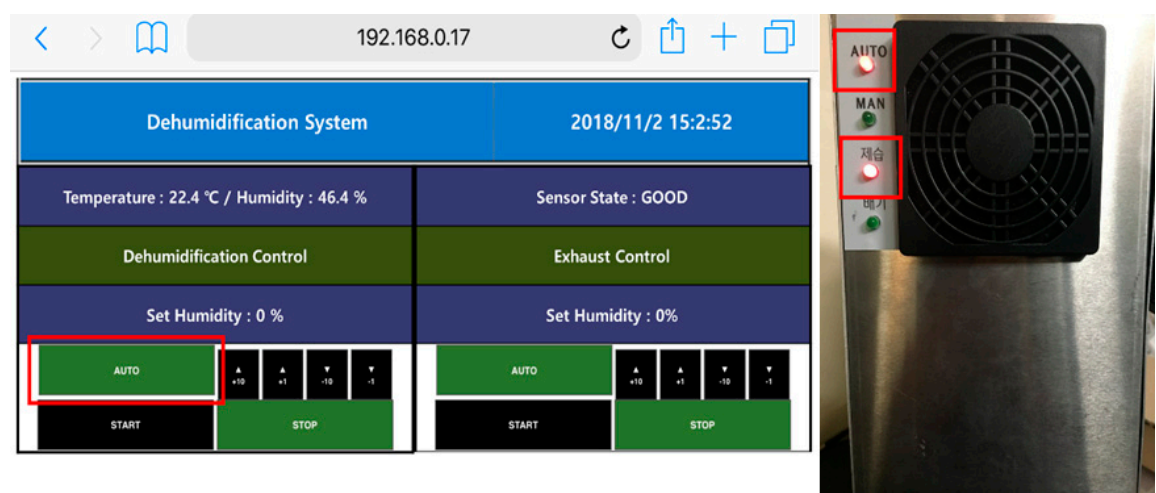 192.168.0.17
Dehumidification System
2018/11/2 15:2:52
Temperature : 22.4 ℃ / Humidity : 46.4 %
Sensor State : GOOD
Dehumidification Control
Exhaust Control
Set Humidity : 0 %
Set Humidity : 0%
AUTO
▲ +10
▲ +1
▼ -10
▼ -1
AUTO
▲ +10
▲ +1
▼ -10
▼ -1
START
STOP
START
STOP
AUTO
MAN
제습
배기